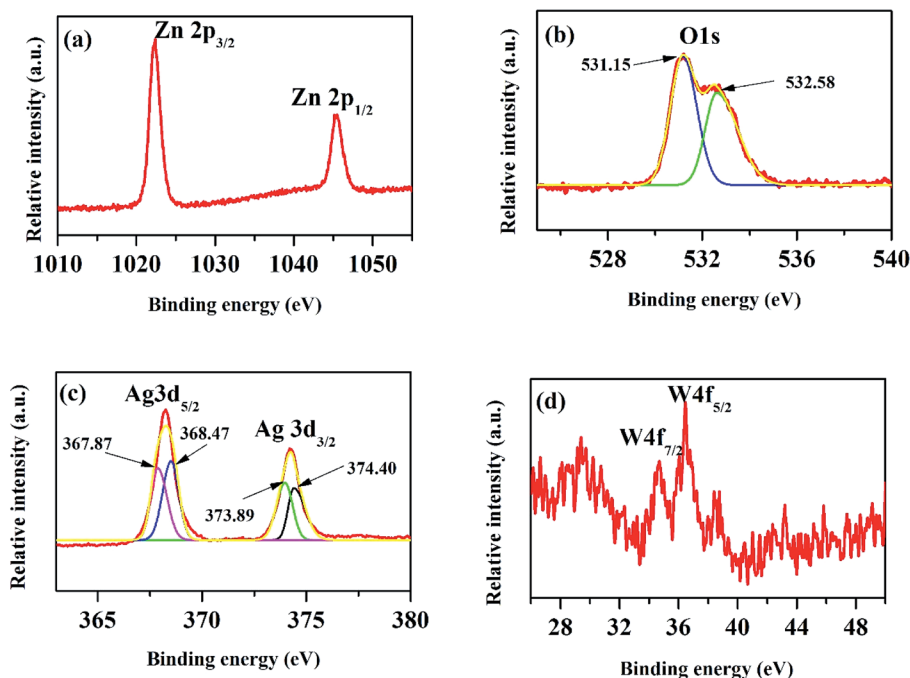 (a)
Zn 2p3/2
Zn 2p1/2
Relative intensity (a.u.)
1010 1020 1030 1040 1050
Binding energy (eV)
(b)
O1s
531.15
532.58
Relative intensity (a.u.)
528 532 536 540
Binding energy (eV)
(c)
Ag3d5/2
Ag 3d3/2
367.87
368.47
373.89
374.40
Relative intensity (a.u.)
365 370 375 380
Binding energy (eV)
(d)
W4f5/2
W4f7/2
Relative intensity (a.u.)
28 32 36 40 44 48
Binding energy (eV)